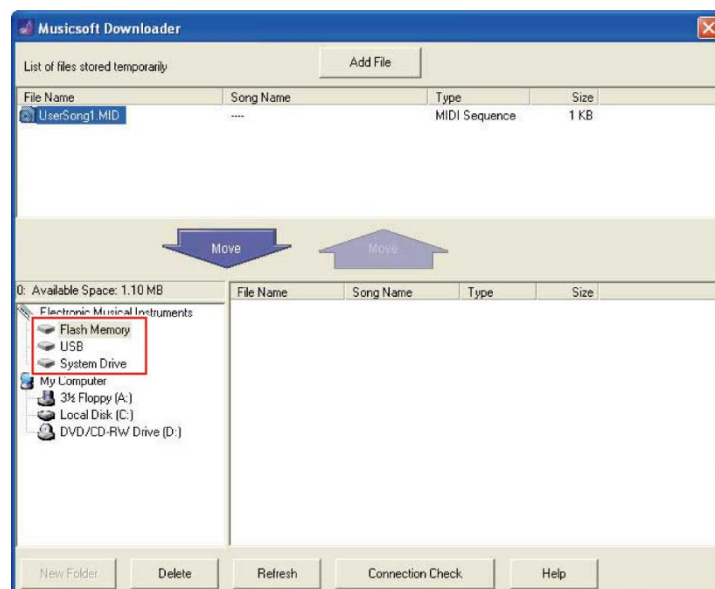 Musicsoft Downloader
List of files stored temporarily
Add File
File Name Song Name Type Size
UserSong1.MID ---- MIDI Sequence 1 KB
Move Move
0: Available Space: 1.10 MB
File Name Song Name Type Size
Electronic Musical Instruments
Flash Memory
USB
System Drive
My Computer
3½ Floppy (A:)
Local Disk (C:)
DVD/CD-RW Drive (D:)
New Folder Delete Refresh Connection Check Help